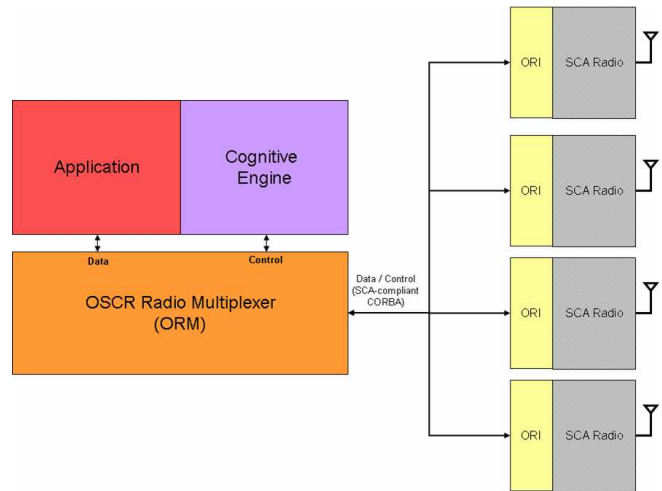 Application
Cognitive
Engine
Data
Control
OSCR Radio Multiplexer
(ORM)
Data / Control
(SCA-compliant
CORBA)
ORI
SCA Radio
ORI
SCA Radio
ORI
SCA Radio
ORI
SCA Radio